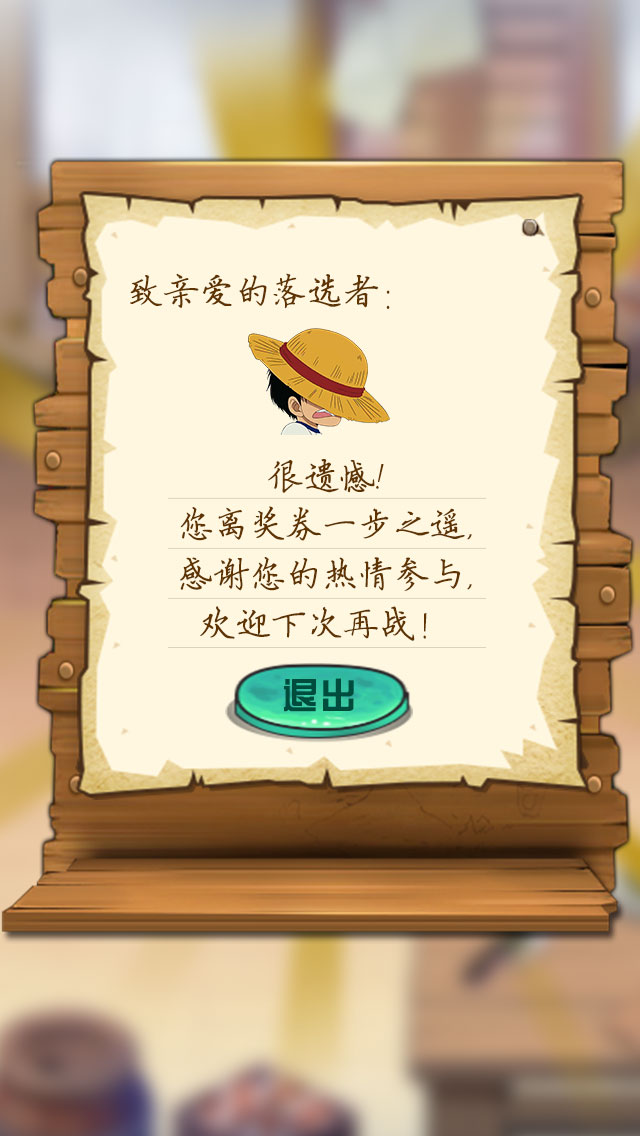 致亲爱的落选者：
很遗憾！
您离奖券一步之遥，
感谢您的热情参与，
欢迎下次再战！
退出